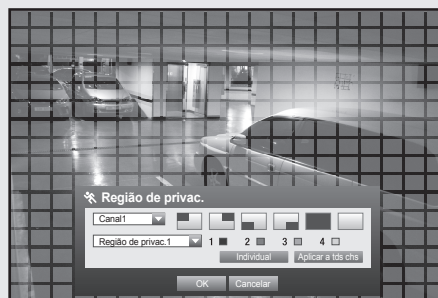 Região de privac.
Canal1
Região de privac.1 1 2 3 4
Individual Aplicar a tds chs
OK Cancelar